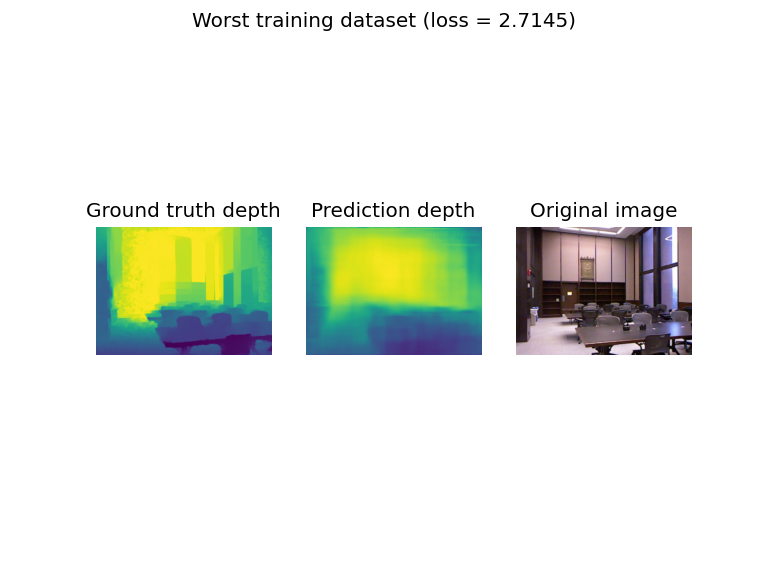 Worst training dataset (loss = 2.7145)
Ground truth depth
Prediction depth
Original image